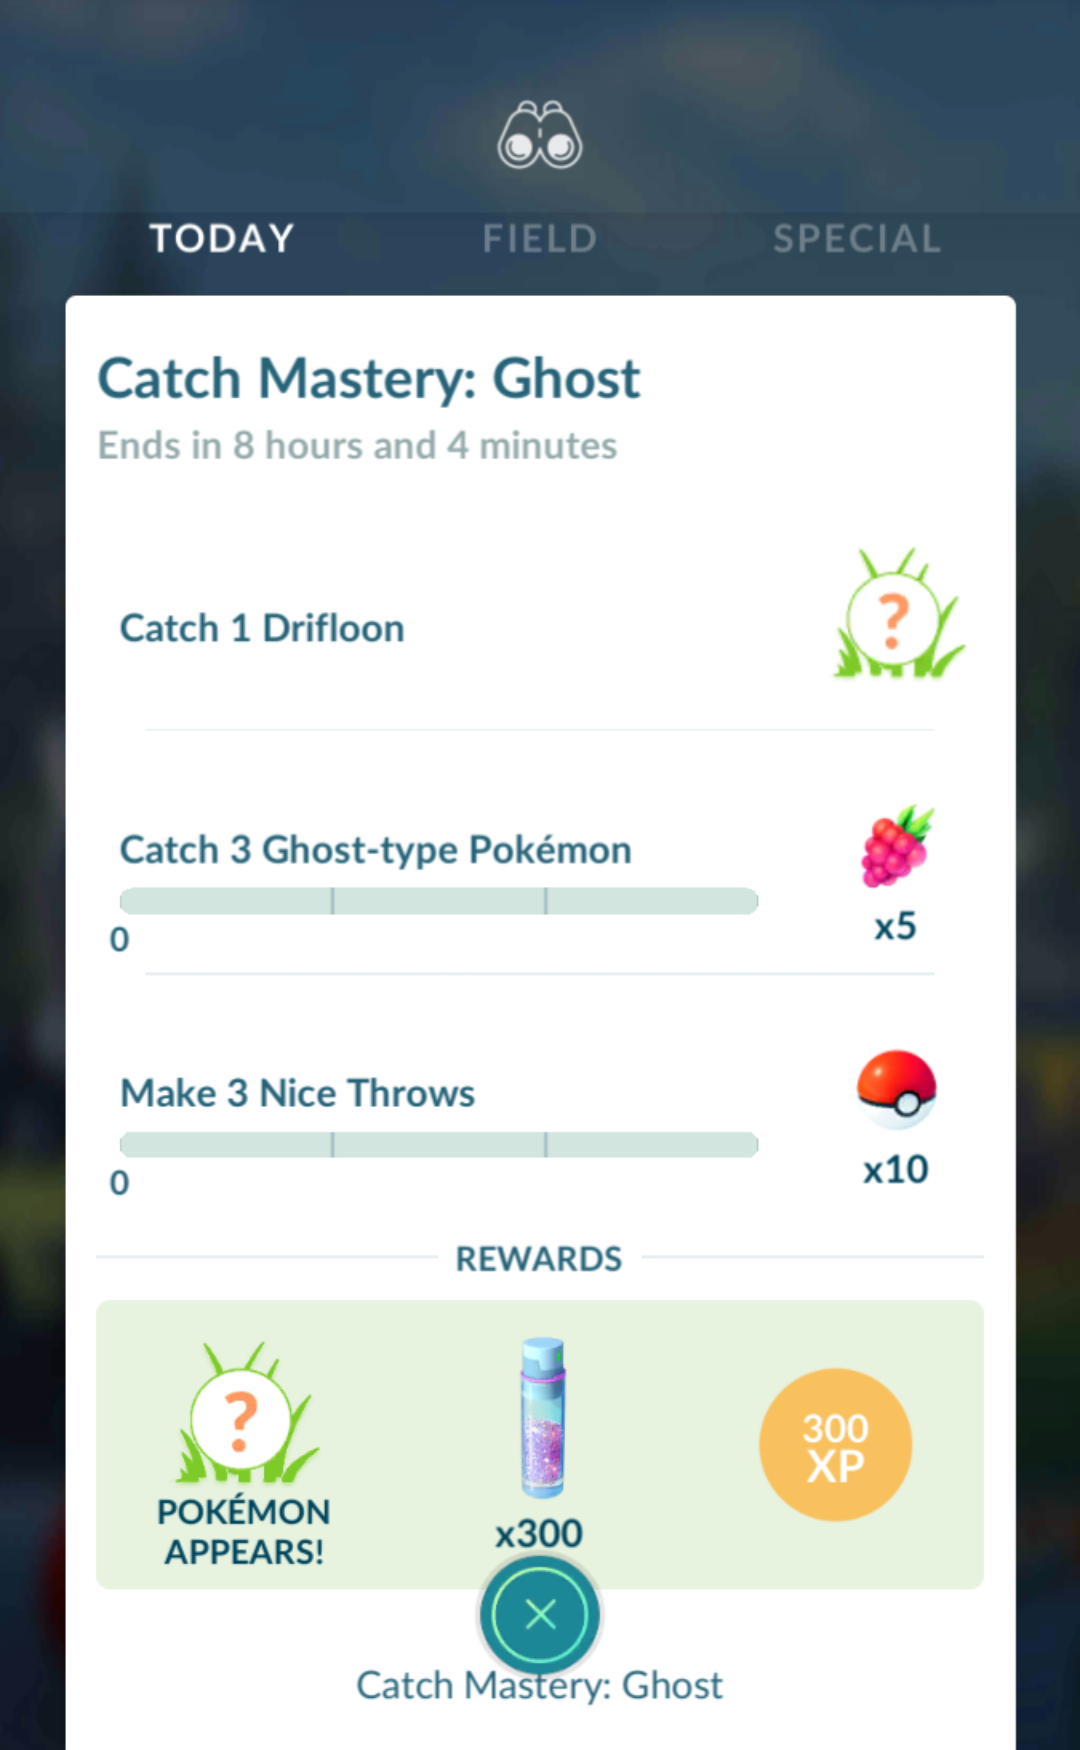 TODAY FIELD SPECIAL
Catch Mastery: Ghost
Ends in 8 hours and 4 minutes
Catch 1 Drifloon
?
Catch 3 Ghost-type Pokémon
x5
0
Make 3 Nice Throws
x10
0
REWARDS
?
POKÉMON
APPEARS!
x300
300
XP
Catch Mastery: Ghost